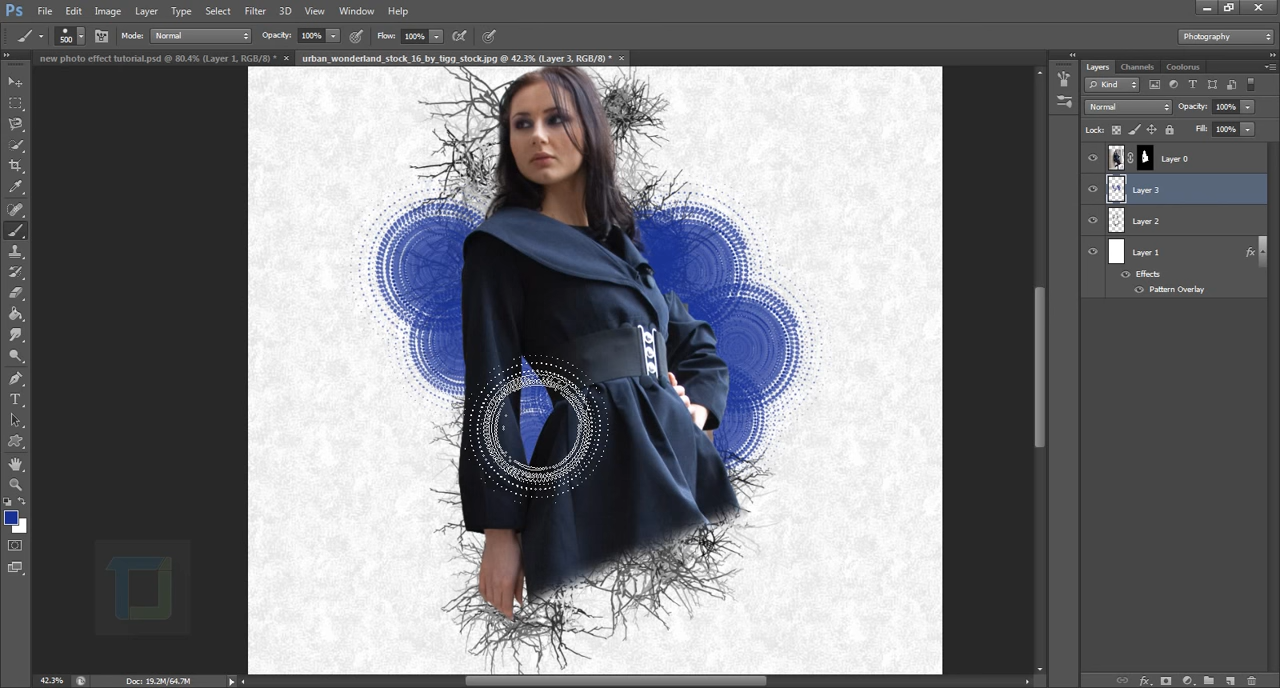 Ps File Edit Image Layer Type Select Filter 3D View Window Help
500 Mode: Normal Opacity: 100% Flow: 100% Photography
new photo effect tutorial.psd @ 80.4% (Layer 1, RGB/8) * × urban_wonderland_stock_16_by_tigg_stock.jpg @ 42.3% (Layer 3, RGB/8) * ×
Layers Channels Coolorus
Kind
Normal Opacity: 100%
Lock: Fill: 100%
Layer 0
Layer 3
Layer 2
Layer 1 fx
Effects
Pattern Overlay
42.3% Doc: 19.2M/64.7M